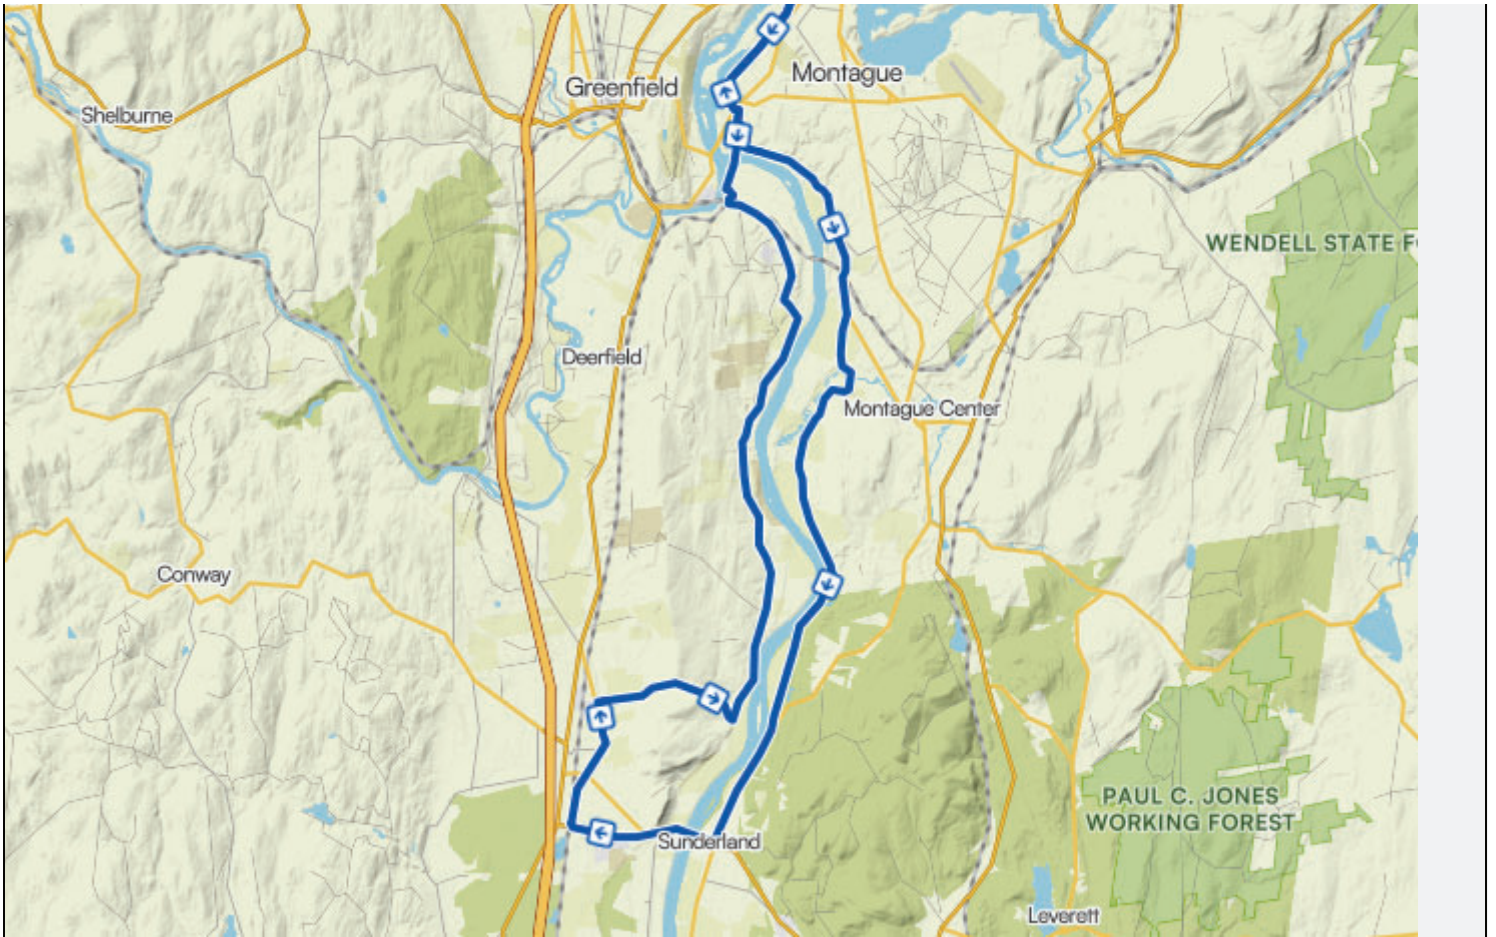 Montague
Greenfield
Shelburne
WENDELL STATE F
Deerfield
Montague Center
Conway
PAUL C. JONES
WORKING FOREST
Sunderland
Leverett